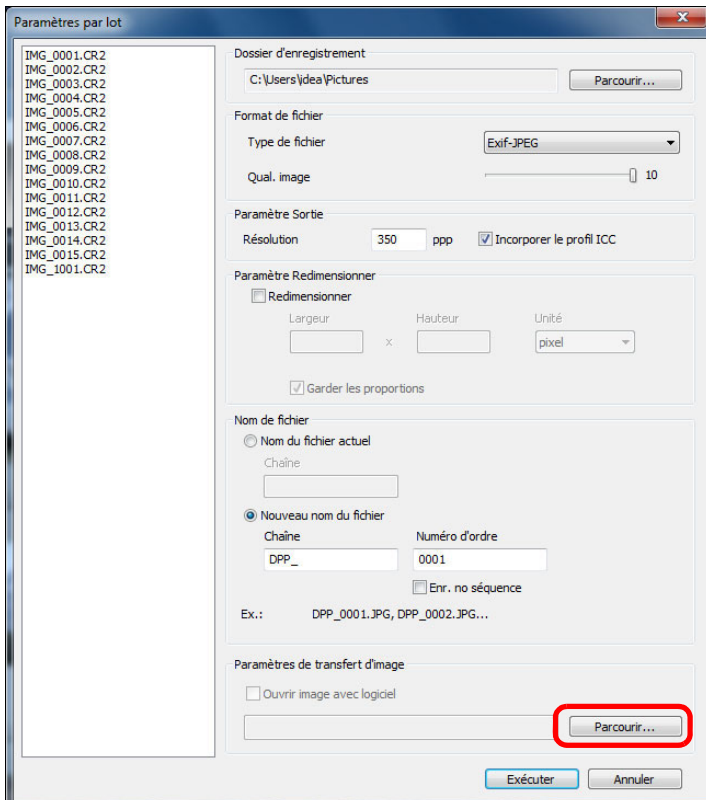 Paramètres par lot
IMG_0001.CR2
IMG_0002.CR2
IMG_0003.CR2
IMG_0004.CR2
IMG_0005.CR2
IMG_0006.CR2
IMG_0007.CR2
IMG_0008.CR2
IMG_0009.CR2
IMG_0010.CR2
IMG_0011.CR2
IMG_0012.CR2
IMG_0013.CR2
IMG_0014.CR2
IMG_0015.CR2
IMG_1001.CR2
Dossier d'enregistrement
C:\Users\idea\Pictures Parcourir...
Format de fichier
Type de fichier Exif-JPEG
Qual. image 10
Paramètre Sortie
Résolution 350 ppp Incorporer le profil ICC
Paramètre Redimensionner
Redimensionner
Largeur Hauteur Unité
x pixel
Garder les proportions
Nom de fichier
Nom du fichier actuel
Chaîne
Nouveau nom du fichier
Chaîne Numéro d'ordre
DPP_ 0001
Enr. no séquence
Ex.: DPP_0001.JPG, DPP_0002.JPG...
Paramètres de transfert d'image
Ouvrir image avec logiciel
Parcourir...
Exécuter Annuler